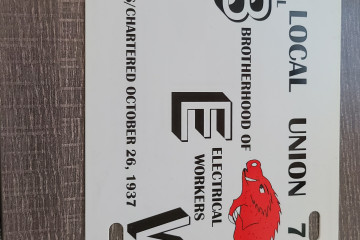 LOCAL UNION 7
B
BROTHERHOOD OF
E
ELECTRICAL
WORKERS
W
CHARTERED OCTOBER 26, 1937